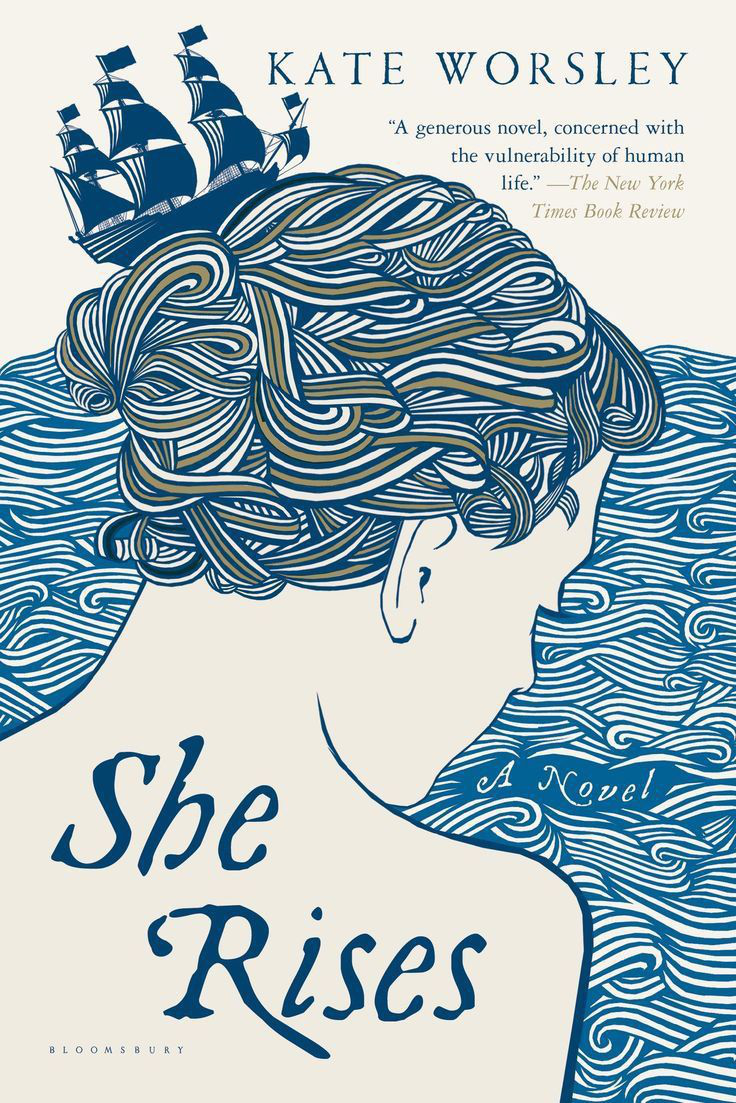 KATE WORSLEY
“A generous novel, concerned with
the vulnerability of human
life.” —The New York
Times Book Review
A Novel
She
Rises
BLOOMSBURY